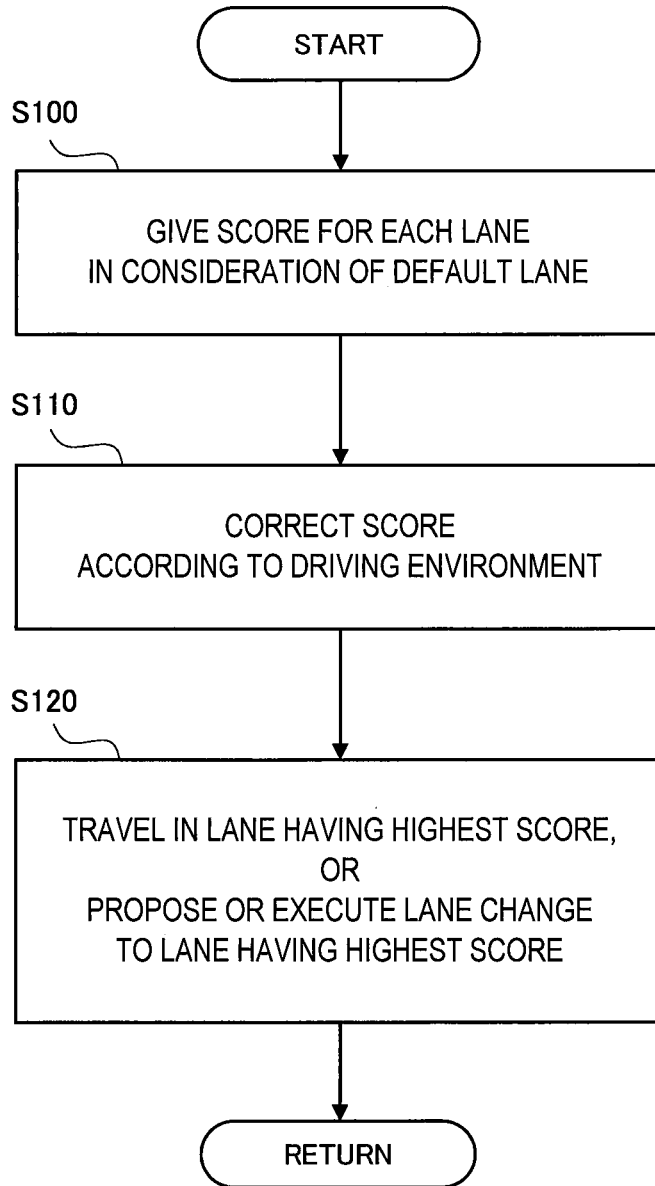 START
S100
GIVE SCORE FOR EACH LANE
IN CONSIDERATION OF DEFAULT LANE
S110
CORRECT SCORE
ACCORDING TO DRIVING ENVIRONMENT
S120
TRAVEL IN LANE HAVING HIGHEST SCORE,
OR
PROPOSE OR EXECUTE LANE CHANGE
TO LANE HAVING HIGHEST SCORE
RETURN